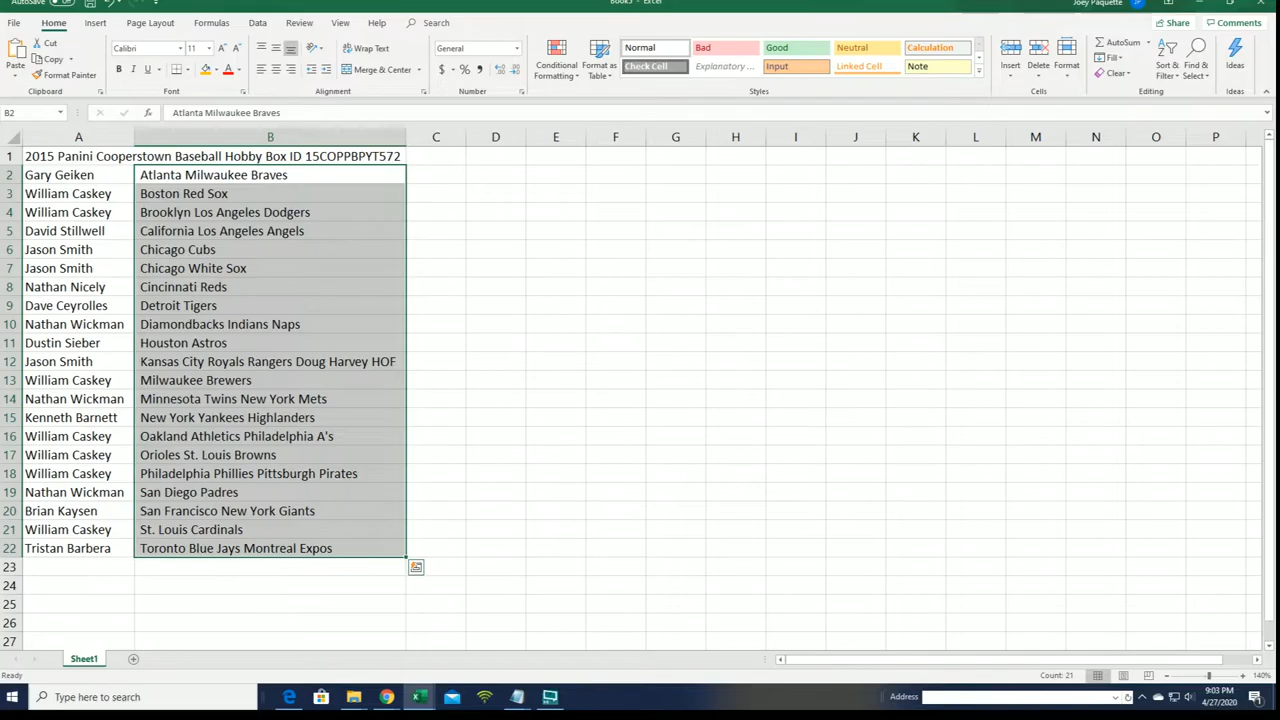 AutoSave Off Book5 - Excel Joey Paquette
File Home Insert Page Layout Formulas Data Review View Help Search Share Comments
Paste Cut Copy Format Painter Clipboard
Calibri 11 A A B I U A Font
Wrap Text Merge & Center Alignment
General $ % , Number
Conditional Formatting Format as Table
Normal Bad Good Neutral Calculation
Check Cell Explanatory ... Input Linked Cell Note
Styles
Insert Delete Format Cells
AutoSum Fill Clear Sort & Filter Find & Select Editing
Ideas Ideas
B2 fx Atlanta Milwaukee Braves
A B C D E F G H I J K L M N O P
1 2015 Panini Cooperstown Baseball Hobby Box ID 15COPPBPYT572
2 Gary Geiken Atlanta Milwaukee Braves
3 William Caskey Boston Red Sox
4 William Caskey Brooklyn Los Angeles Dodgers
5 David Stillwell California Los Angeles Angels
6 Jason Smith Chicago Cubs
7 Jason Smith Chicago White Sox
8 Nathan Nicely Cincinnati Reds
9 Dave Ceyrolles Detroit Tigers
10 Nathan Wickman Diamondbacks Indians Naps
11 Dustin Sieber Houston Astros
12 Jason Smith Kansas City Royals Rangers Doug Harvey HOF
13 William Caskey Milwaukee Brewers
14 Nathan Wickman Minnesota Twins New York Mets
15 Kenneth Barnett New York Yankees Highlanders
16 William Caskey Oakland Athletics Philadelphia A's
17 William Caskey Orioles St. Louis Browns
18 William Caskey Philadelphia Phillies Pittsburgh Pirates
19 Nathan Wickman San Diego Padres
20 Brian Kaysen San Francisco New York Giants
21 William Caskey St. Louis Cardinals
22 Tristan Barbera Toronto Blue Jays Montreal Expos
23
24
25
26
27
Sheet1
Ready Count: 21 140%
Type here to search Address 9:03 PM
4/27/2020